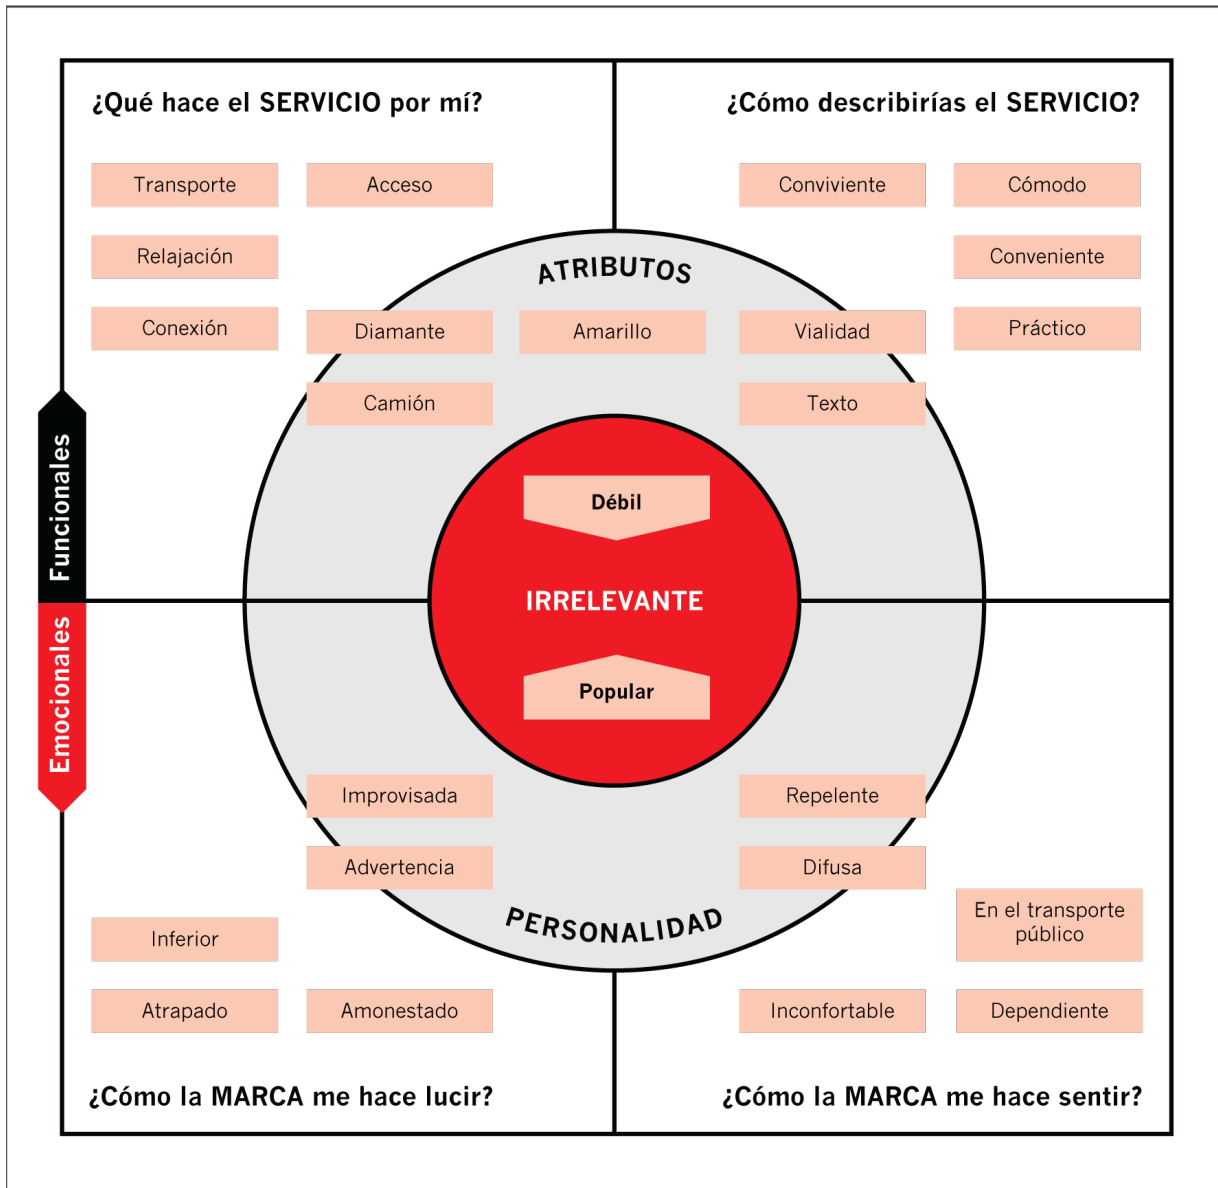 ¿Qué hace el SERVICIO por mí?
¿Cómo describirías el SERVICIO?
Transporte
Acceso
Conviviente
Cómodo
Relajación
Conveniente
ATRIBUTOS
Conexión
Diamante
Amarillo
Vialidad
Práctico
Camión
Texto
Funcionales
Débil
IRRELEVANTE
Emocionales
Popular
Improvisada
Repelente
Advertencia
Difusa
PERSONALIDAD
Inferior
En el transporte
público
Atrapado
Amonestado
Inconfortable
Dependiente
¿Cómo la MARCA me hace lucir?
¿Cómo la MARCA me hace sentir?